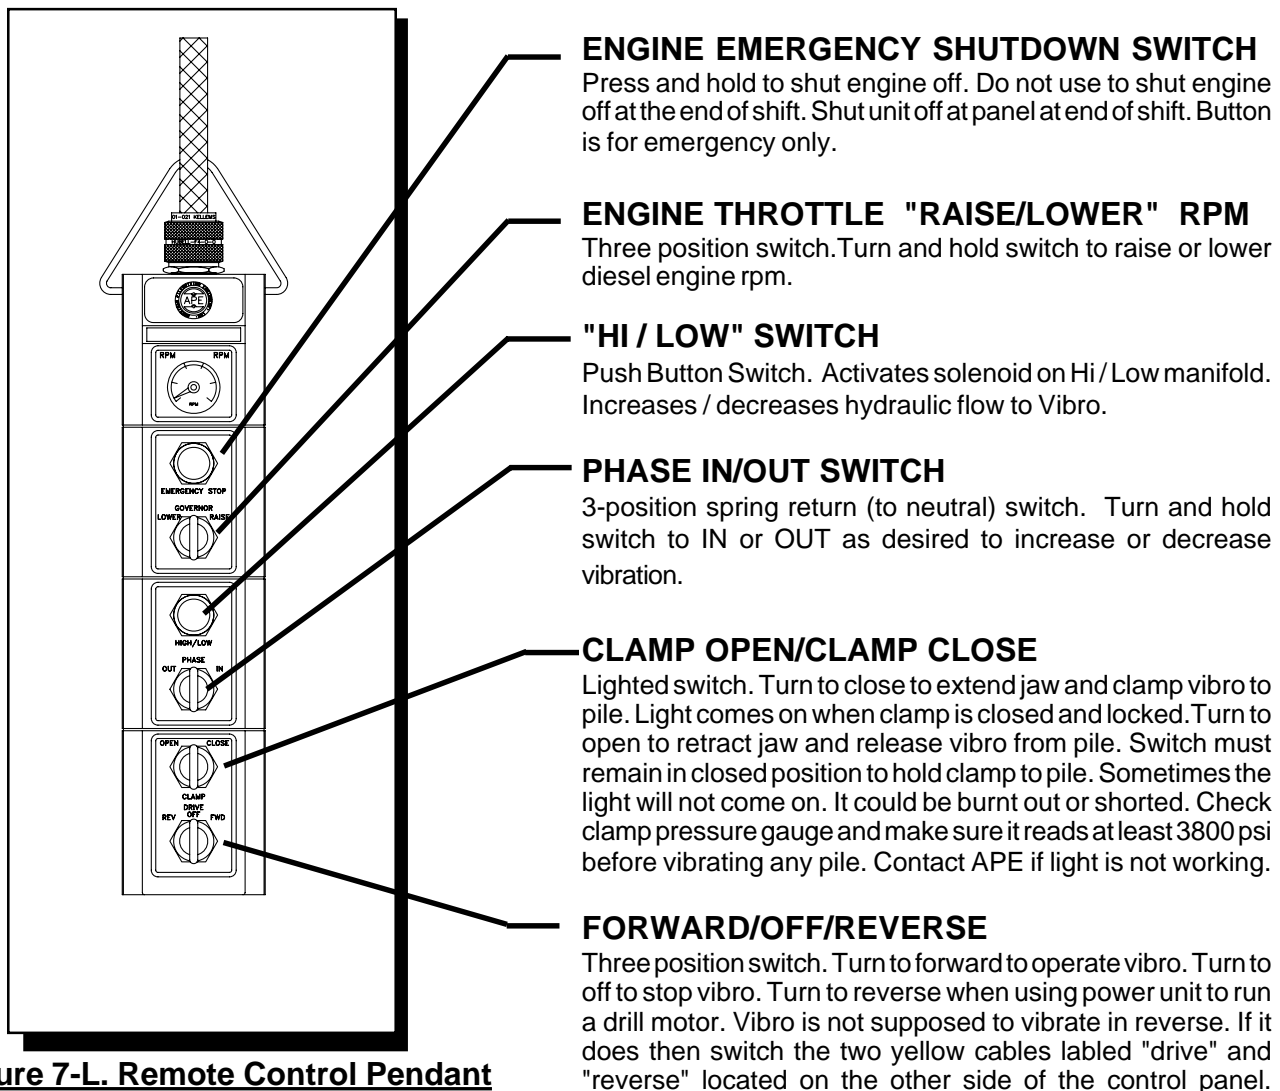 ENGINE EMERGENCY SHUTDOWN SWITCH
Press and hold to shut engine off. Do not use to shut engine
off at the end of shift. Shut unit off at panel at end of shift. Button
is for emergency only.
ENGINE THROTTLE "RAISE/LOWER" RPM
Three position switch.Turn and hold switch to raise or lower
diesel engine rpm.
"HI / LOW" SWITCH
Push Button Switch. Activates solenoid on Hi / Low manifold.
Increases / decreases hydraulic flow to Vibro.
PHASE IN/OUT SWITCH
3-position spring return (to neutral) switch. Turn and hold
switch to IN or OUT as desired to increase or decrease
vibration.
CLAMP OPEN/CLAMP CLOSE
Lighted switch. Turn to close to extend jaw and clamp vibro to
pile. Light comes on when clamp is closed and locked.Turn to
open to retract jaw and release vibro from pile. Switch must
remain in closed position to hold clamp to pile. Sometimes the
light will not come on. It could be burnt out or shorted. Check
clamp pressure gauge and make sure it reads at least 3800 psi
before vibrating any pile. Contact APE if light is not working.
FORWARD/OFF/REVERSE
Three position switch. Turn to forward to operate vibro. Turn to
off to stop vibro. Turn to reverse when using power unit to run
a drill motor. Vibro is not supposed to vibrate in reverse. If it
does then switch the two yellow cables labled "drive" and
"reverse" located on the other side of the control panel.
01-021 KELLEMS
APE
RPM RPM
RPM
EMERGENCY STOP
GOVERNOR
LOWER RAISE
HIGH/LOW
PHASE
OUT IN
OPEN CLOSE
CLAMP
DRIVE
OFF
REV FWD
ure 7-L. Remote Control Pendant